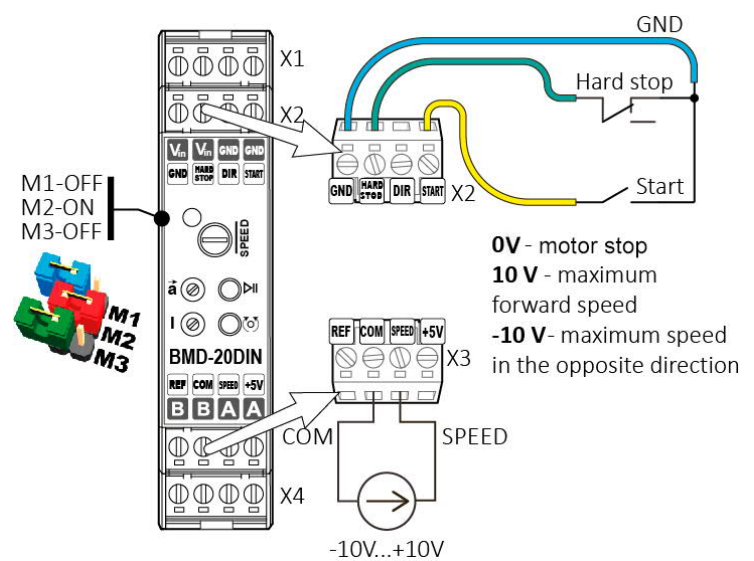 GND
Hard stop
Start
X1
X2
Vin Vin GND GND
GND HARD STOP DIR START
SPEED
a
I
BMD-20DIN
REF COM SPEED +5V
B B A A
X4
M1-OFF
M2-ON
M3-OFF
M1
M2
M3
GND HARD STOP DIR START
X2
0V - motor stop
10 V - maximum
forward speed
-10 V- maximum speed
in the opposite direction
REF COM SPEED +5V
X3
COM
SPEED
-10V...+10V